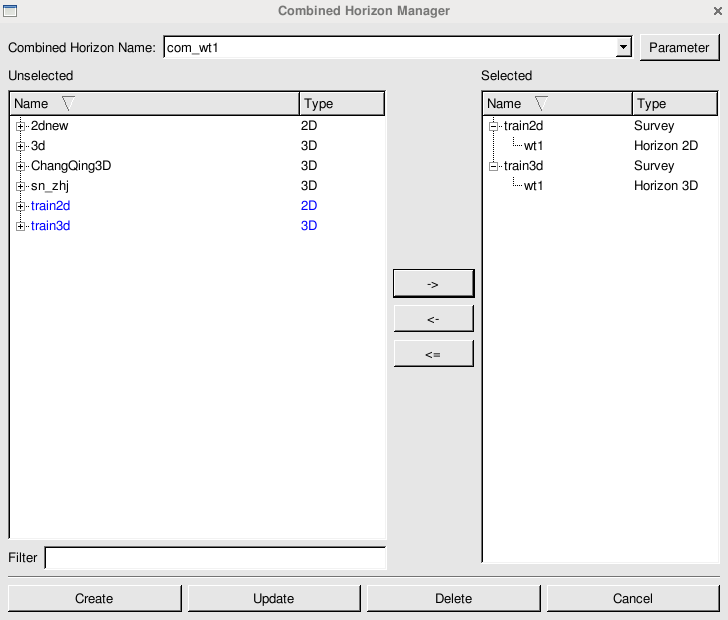 Combined Horizon Manager
Combined Horizon Name: com_wt1 Parameter
Unselected
Name Type
2dnew 2D
3d 3D
ChangQing3D 3D
sn_zhj 3D
train2d 2D
train3d 3D
Filter
->
<-
<=
Selected
Name Type
train2d Survey
wt1 Horizon 2D
train3d Survey
wt1 Horizon 3D
Create Update Delete Cancel